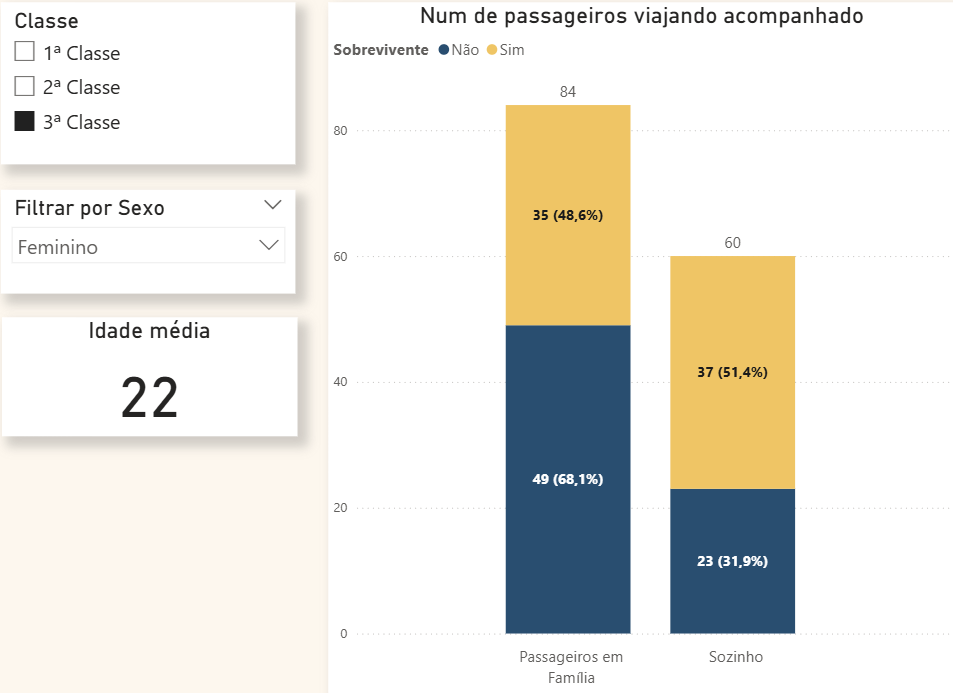 Classe
1ª Classe
2ª Classe
3ª Classe
Filtrar por Sexo
Feminino
Idade média
22
Num de passageiros viajando acompanhado
Sobrevivente Não Sim
84
80
35 (48,6%)
60
60
37 (51,4%)
40
49 (68,1%)
20
23 (31,9%)
0
Passageiros em
Família
Sozinho